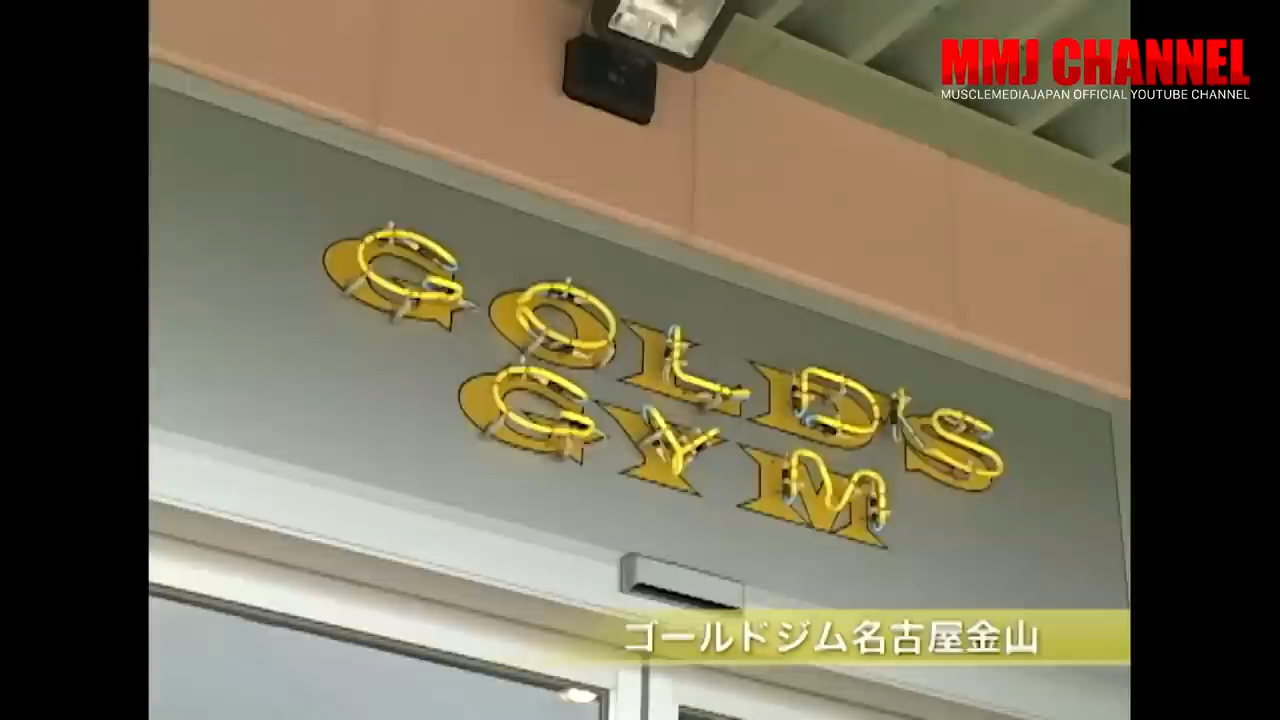 MMJ CHANNEL
MUSCLEMEDIAJAPAN OFFICIAL YOUTUBE CHANNEL
GOLD'S
GYM
ゴールドジム名古屋金山